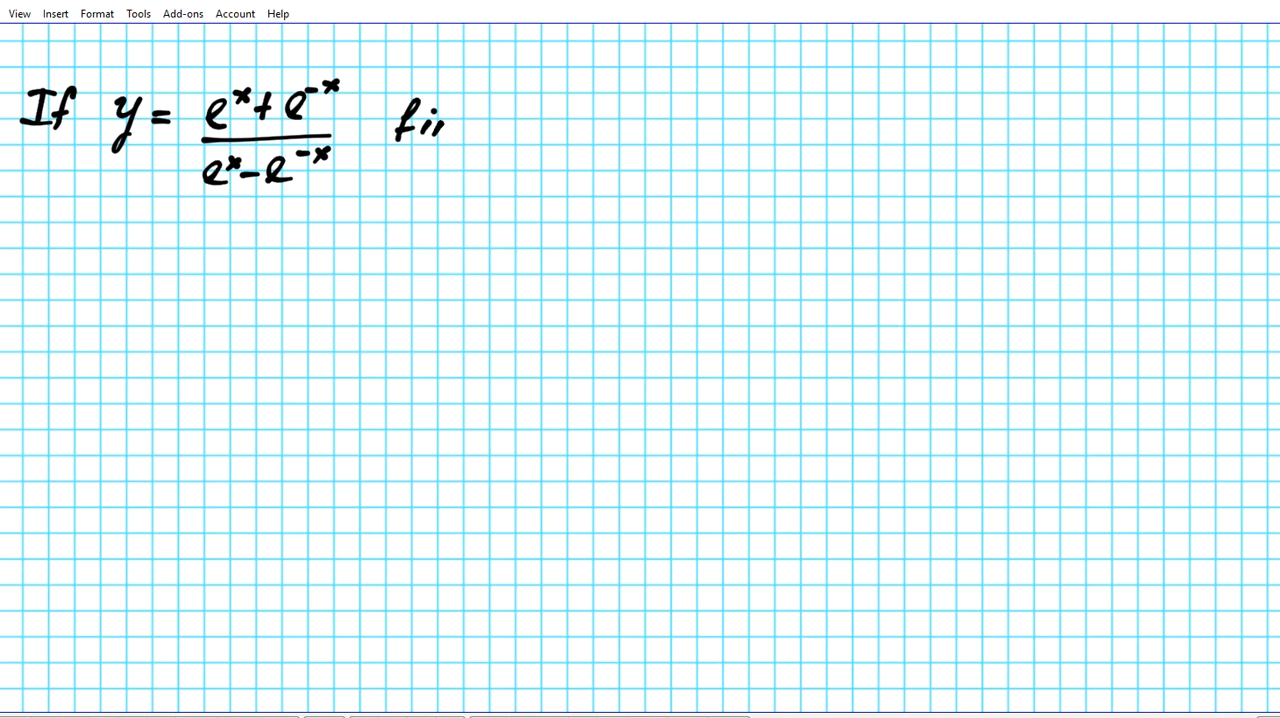 View Insert Format Tools Add-ons Account Help
If y = (e^x + e^-x) / (e^x - e^-x)